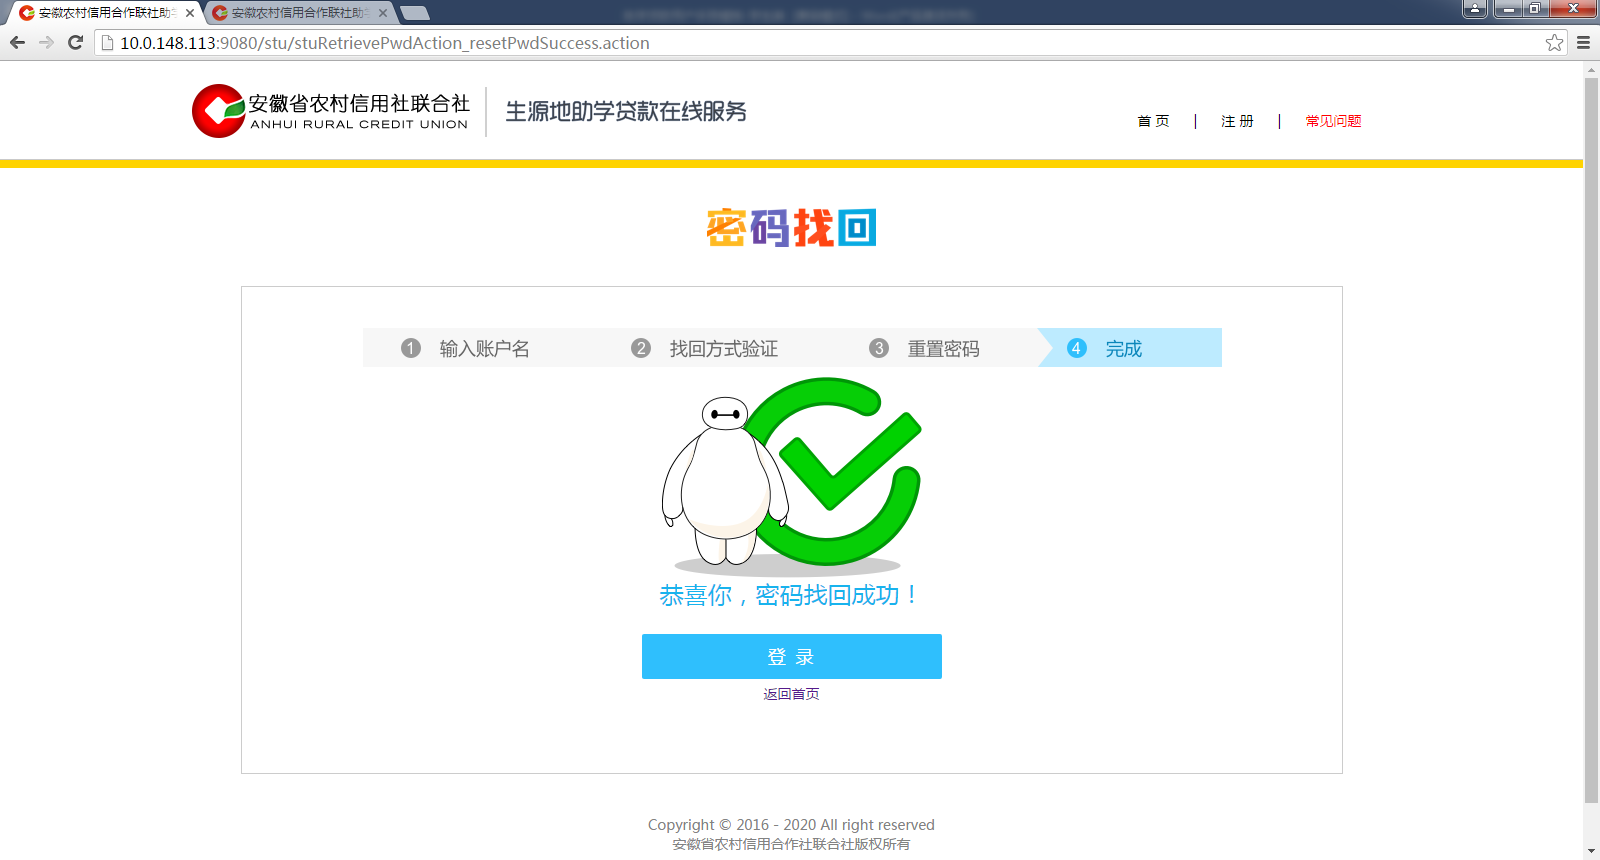 安徽农村信用合作联社助学
安徽农村信用合作联社助学
10.0.148.113:9080/stu/stuRetrievePwdAction_resetPwdSuccess.action
安徽省农村信用社联合社
ANHUI RURAL CREDIT UNION
生源地助学贷款在线服务
首 页 | 注 册 | 常见问题
密码找回
1 输入账户名 2 找回方式验证 3 重置密码 4 完成
恭喜你，密码找回成功！
登 录
返回首页
Copyright © 2016 - 2020 All right reserved
安徽省农村信用合作社联合社版权所有